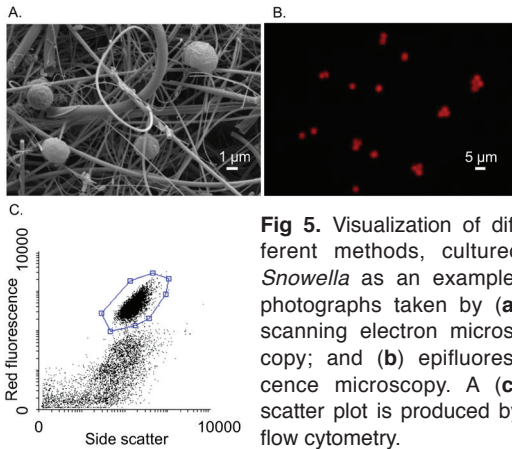 A.
1 µm
B.
5 µm
C.
10000
Red fluorescence
0
0
Side scatter
10000
Fig 5. Visualization of dif
ferent methods, cultured
Snowella as an example
photographs taken by (a
scanning electron micros
copy; and (b) epifluores
cence microscopy. A (c
scatter plot is produced by
flow cytometry.